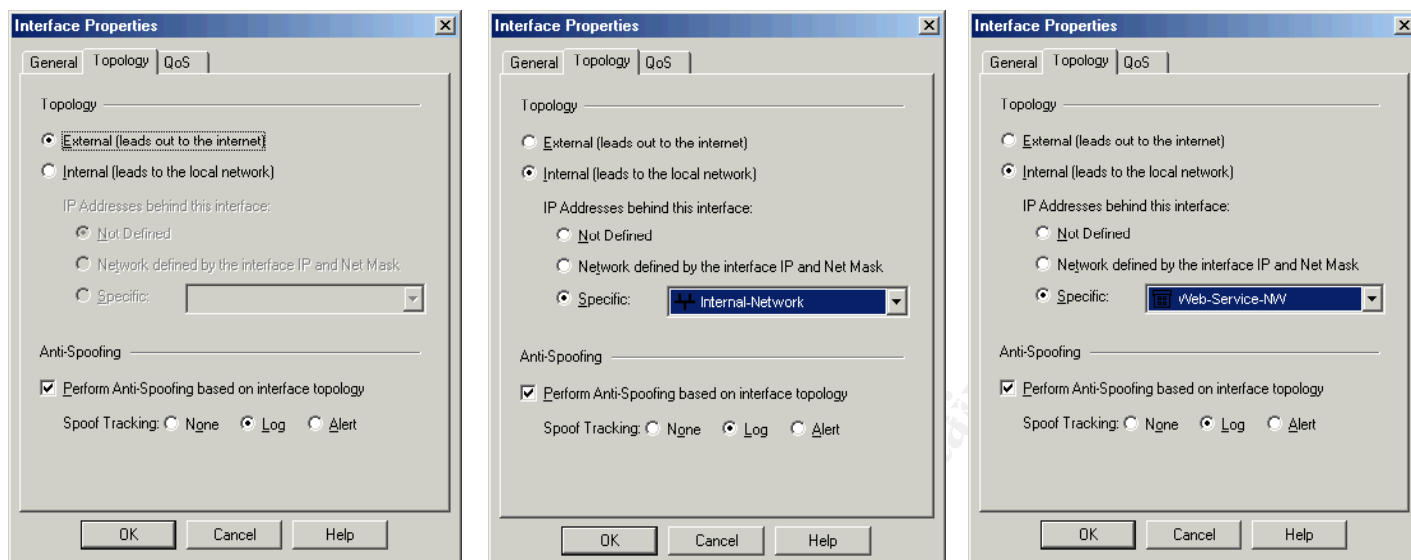 Interface Properties
General Topology QoS
Topology
External (leads out to the internet)
Internal (leads to the local network)
IP Addresses behind this interface:
Not Defined
Network defined by the interface IP and Net Mask
Specific:
Anti-Spoofing
Perform Anti-Spoofing based on interface topology
Spoof Tracking: None Log Alert
OK Cancel Help
Interface Properties
General Topology QoS
Topology
External (leads out to the internet)
Internal (leads to the local network)
IP Addresses behind this interface:
Not Defined
Network defined by the interface IP and Net Mask
Specific: Internal-Network
Anti-Spoofing
Perform Anti-Spoofing based on interface topology
Spoof Tracking: None Log Alert
OK Cancel Help
Interface Properties
General Topology QoS
Topology
External (leads out to the internet)
Internal (leads to the local network)
IP Addresses behind this interface:
Not Defined
Network defined by the interface IP and Net Mask
Specific: Web-Service-NW
Anti-Spoofing
Perform Anti-Spoofing based on interface topology
Spoof Tracking: None Log Alert
OK Cancel Help